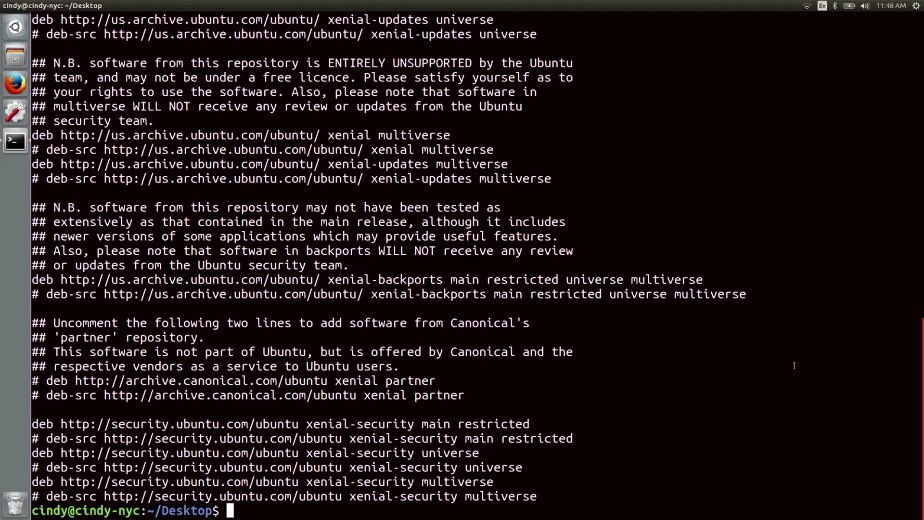 cindy@cindy-nyc: ~/Desktop
En
11:48 AM
deb http://us.archive.ubuntu.com/ubuntu/ xenial-updates universe
# deb-src http://us.archive.ubuntu.com/ubuntu/ xenial-updates universe
## N.B. software from this repository is ENTIRELY UNSUPPORTED by the Ubuntu
## team, and may not be under a free licence. Please satisfy yourself as to
## your rights to use the software. Also, please note that software in
## multiverse WILL NOT receive any review or updates from the Ubuntu
## security team.
deb http://us.archive.ubuntu.com/ubuntu/ xenial multiverse
# deb-src http://us.archive.ubuntu.com/ubuntu/ xenial multiverse
deb http://us.archive.ubuntu.com/ubuntu/ xenial-updates multiverse
# deb-src http://us.archive.ubuntu.com/ubuntu/ xenial-updates multiverse
## N.B. software from this repository may not have been tested as
## extensively as that contained in the main release, although it includes
## newer versions of some applications which may provide useful features.
## Also, please note that software in backports WILL NOT receive any review
## or updates from the Ubuntu security team.
deb http://us.archive.ubuntu.com/ubuntu/ xenial-backports main restricted universe multiverse
# deb-src http://us.archive.ubuntu.com/ubuntu/ xenial-backports main restricted universe multiverse
## Uncomment the following two lines to add software from Canonical's
## 'partner' repository.
## This software is not part of Ubuntu, but is offered by Canonical and the
## respective vendors as a service to Ubuntu users.
# deb http://archive.canonical.com/ubuntu xenial partner
# deb-src http://archive.canonical.com/ubuntu xenial partner
deb http://security.ubuntu.com/ubuntu xenial-security main restricted
# deb-src http://security.ubuntu.com/ubuntu xenial-security main restricted
deb http://security.ubuntu.com/ubuntu xenial-security universe
# deb-src http://security.ubuntu.com/ubuntu xenial-security universe
deb http://security.ubuntu.com/ubuntu xenial-security multiverse
# deb-src http://security.ubuntu.com/ubuntu xenial-security multiverse
cindy@cindy-nyc:~/Desktop$